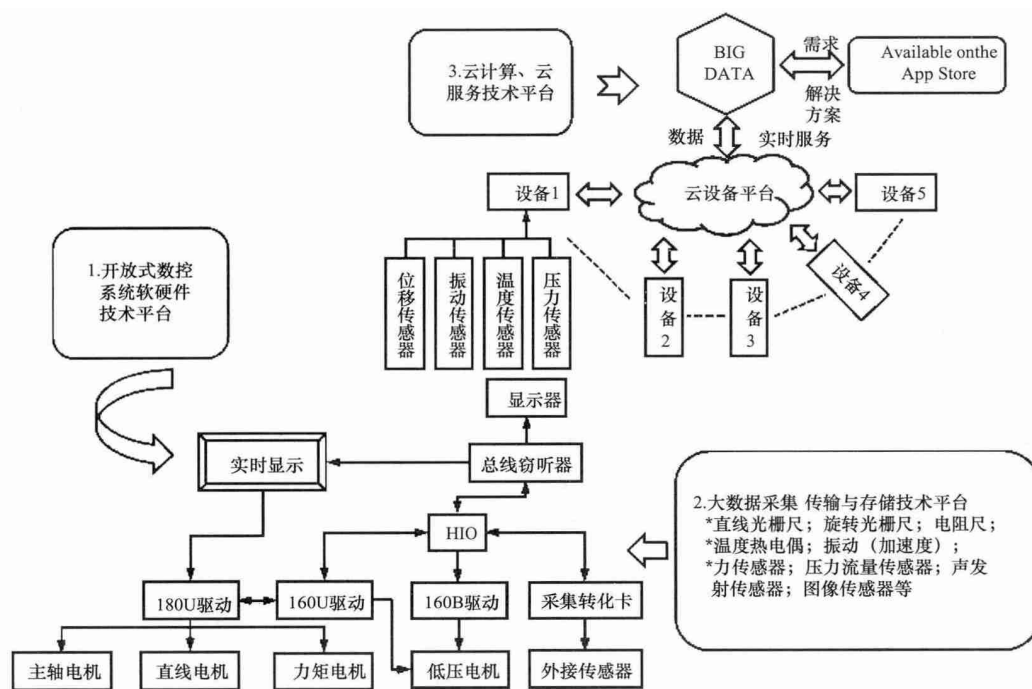 3.云计算、云
服务技术平台
BIG
DATA
需求
解决
方案
Available onthe
App Store
数据
实时服务
云设备平台
设备1
设备5
设备4
设备2
设备3
位移传感器
振动传感器
温度传感器
压力传感器
1.开放式数控
系统软硬件
技术平台
显示器
实时显示
总线窃听器
HIO
2.大数据采集 传输与存储技术平台
*直线光栅尺；旋转光栅尺；电阻尺；
*温度热电偶；振动（加速度）；
*力传感器；压力流量传感器；声发
射传感器；图像传感器等
180U驱动
160U驱动
160B驱动
采集转化卡
主轴电机
直线电机
力矩电机
低压电机
外接传感器